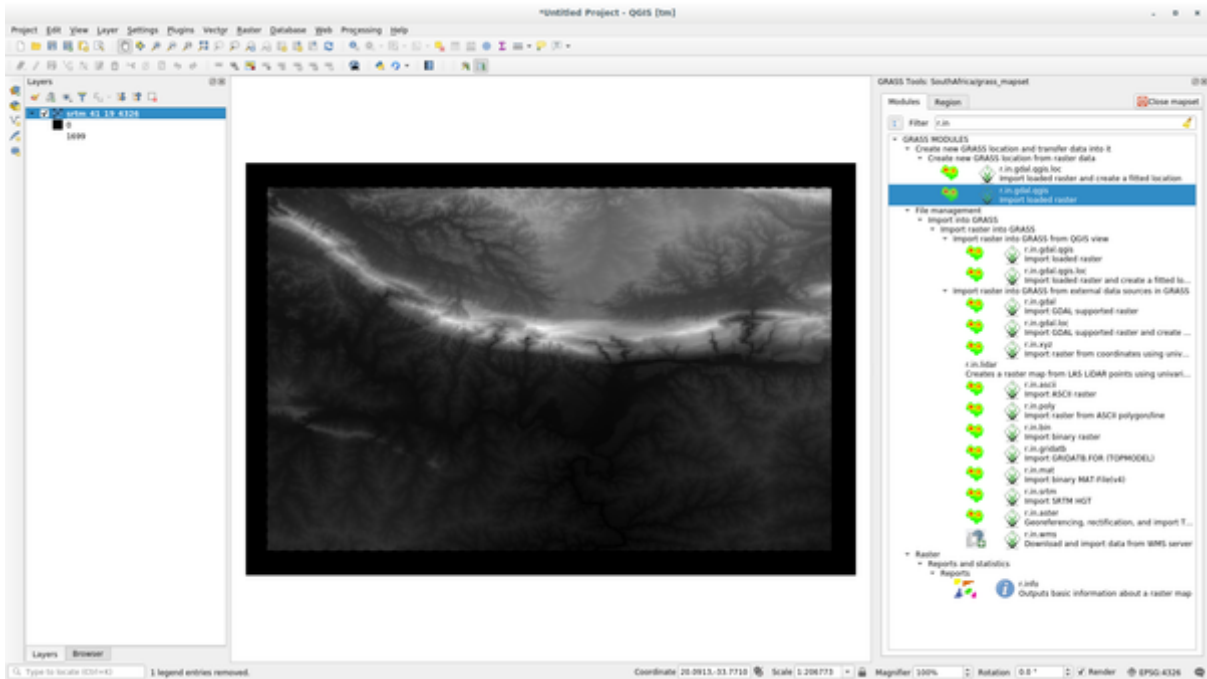 *Untitled Project - QGIS [tm]
Project Edit View Layer Settings Plugins Vector Raster Database Web Processing Help
Layers
srtm_41_19_4326
0
1699
Layers Browser
GRASS Tools: SouthAfrica/grass_mapset
Modules Region Close mapset
Filter r.in
GRASS MODULES
Create new GRASS location and transfer data into it
Create new GRASS location from raster data
r.in.gdal.qgis.loc
Import loaded raster and create a fitted location
r.in.gdal.qgis
Import loaded raster
File management
Import into GRASS
Import raster into GRASS
Import raster into GRASS from QGIS view
r.in.gdal.qgis
Import loaded raster
r.in.gdal.qgis.loc
Import loaded raster and create a fitted lo...
Import raster into GRASS from external data sources in GRASS
r.in.gdal
Import GDAL supported raster
r.in.gdal.loc
Import GDAL supported raster and create ...
r.in.xyz
Import raster from coordinates using univ...
r.in.lidar
Creates a raster map from LAS LiDAR points using univari...
r.in.ascii
Import ASCII raster
r.in.poly
Import raster from ASCII polygon/line
r.in.bin
Import binary raster
r.in.gridatb
Import GRIDATB.FOR (TOPMODEL)
r.in.mat
Import binary MAT-File(v4)
r.in.srtm
Import SRTM HGT
r.in.aster
Georeferencing, rectification, and import T...
r.in.wms
Download and import data from WMS server
Raster
Reports and statistics
Reports
r.info
Outputs basic information about a raster map
Type to locate (Ctrl+K) 1 legend entries removed. Coordinate 20.0913,-33.7710 Scale 1:206773 Magnifier 100% Rotation 0.0 ° Render EPSG:4326